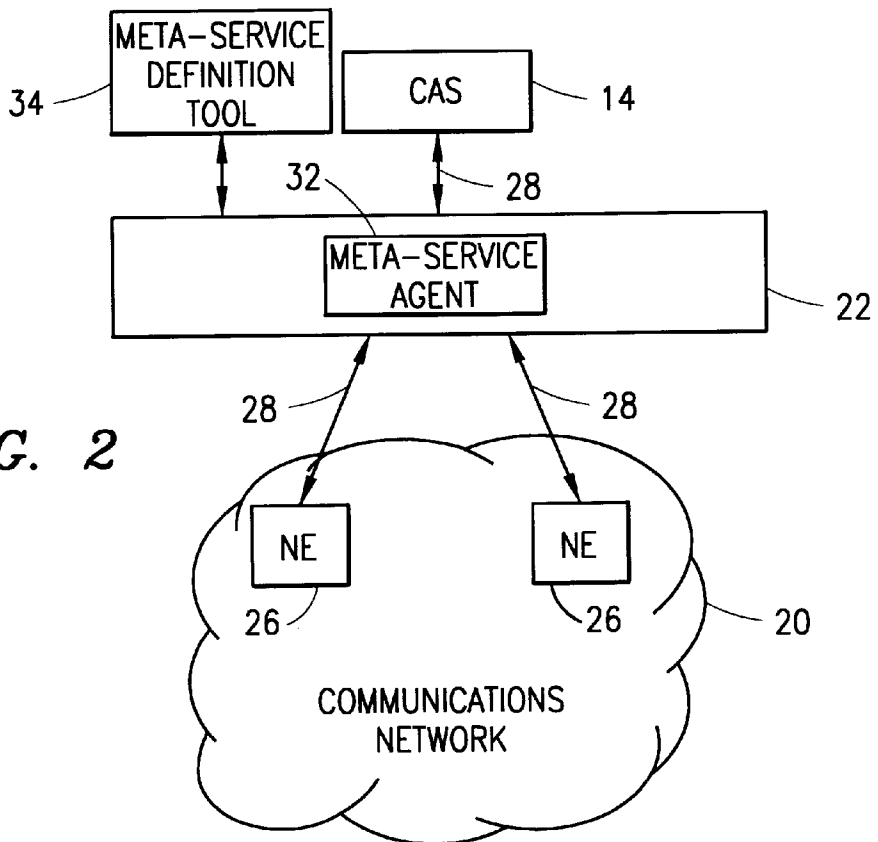 META-SERVICE
DEFINITION
TOOL
34
CAS
14
32
28
META-SERVICE
AGENT
22
28
28
G. 2
NE
NE
26
26
20
COMMUNICATIONS
NETWORK